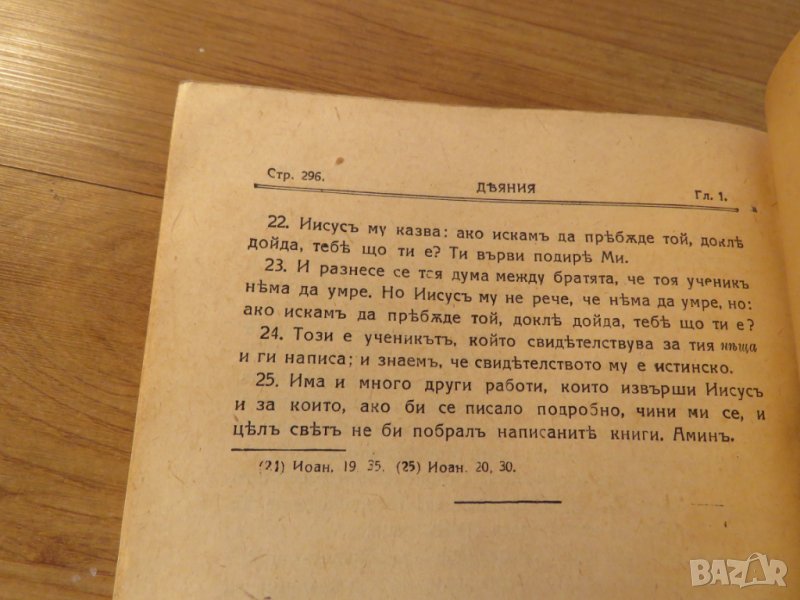 Стр. 296.
ДѢЯНИЯ
Гл. 1.
22. Иисусъ му казва: ако искамъ да прѣбѫде той, доклѣ
дойда, тебѣ що ти е? Ти върви подирѣ Ми.
23. И разнесе се тая дума между братята, че тоя ученикъ
нѣма да умре. Но Иисусъ му не рече, че нѣма да умре, но:
ако искамъ да прѣбѫде той, доклѣ дойда, тебѣ що ти е?
24. Този е ученикътъ, който свидѣтелствува за тия нѣща
и ги написа; и знаемъ, че свидѣтелството му е истинско.
25. Има и много други работи, които извърши Иисусъ
и за които, ако би се писало подробно, чини ми се, и
цѣлъ свѣтъ не би побралъ написанитѣ книги. Аминъ.
(24) Иоан. 19 35. (25) Иоан. 20, 30.
BAZAR